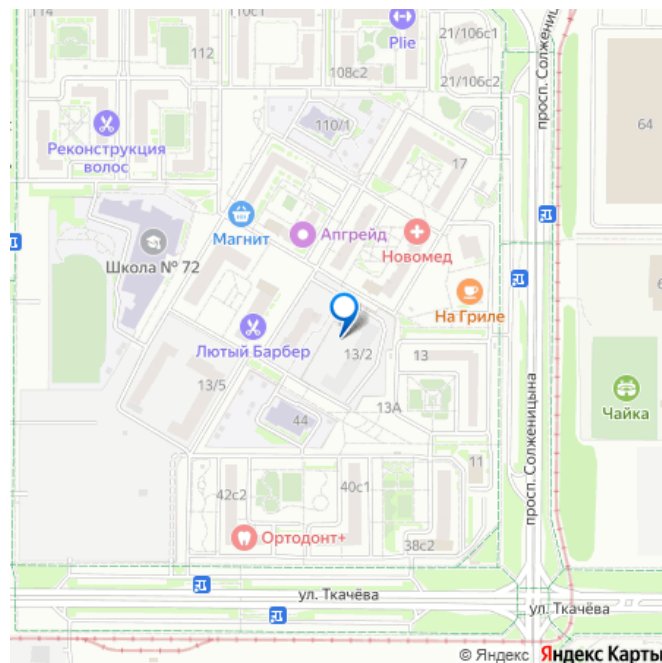 114
110с1
112
108с2
Plie
21/106с1
21/106с2
просп. Солженицына
64
110/1
17
Реконструкция
волос
Магнит
Апгрейд
Новомед
Школа № 72
На Гриле
Лютый Барбер
13/2
13
13/5
13А
44
Чайка
просп. Солженицына
42с2
40с1
11
Ортодонт+
38с2
ул. Ткачёва
ул. Ткачёва
© Яндекс
Яндекс Карты